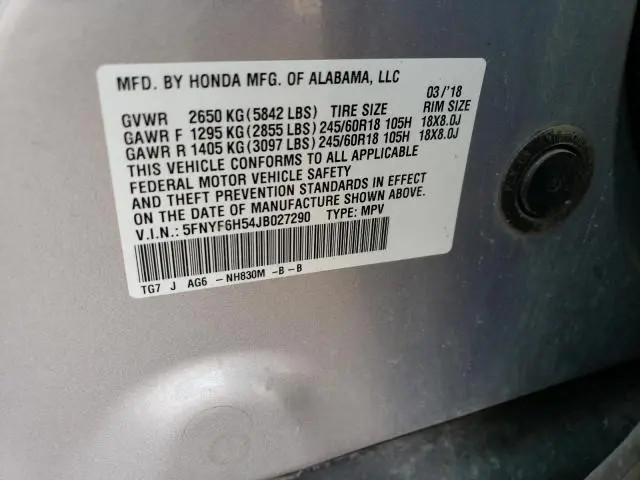 MFD. BY HONDA MFG. OF ALABAMA, LLC 03/'18
GVWR 2650 KG(5842 LBS) TIRE SIZE RIM SIZE
GAWR F 1295 KG(2855 LBS)245/60R18 105H 18X8.0J
GAWR R 1405 KG(3097 LBS)245/60R18 105H 18X8.0J
THIS VEHICLE CONFORMS TO ALL APPLICABLE
FEDERAL MOTOR VEHICLE SAFETY
AND THEFT PREVENTION STANDARDS IN EFFECT
ON THE DATE OF MANUFACTURE SHOWN ABOVE.
V.I.N.: 5FNYF6H54JB027290 TYPE: MPV
TG7 J AG6 -NH830M -B-B